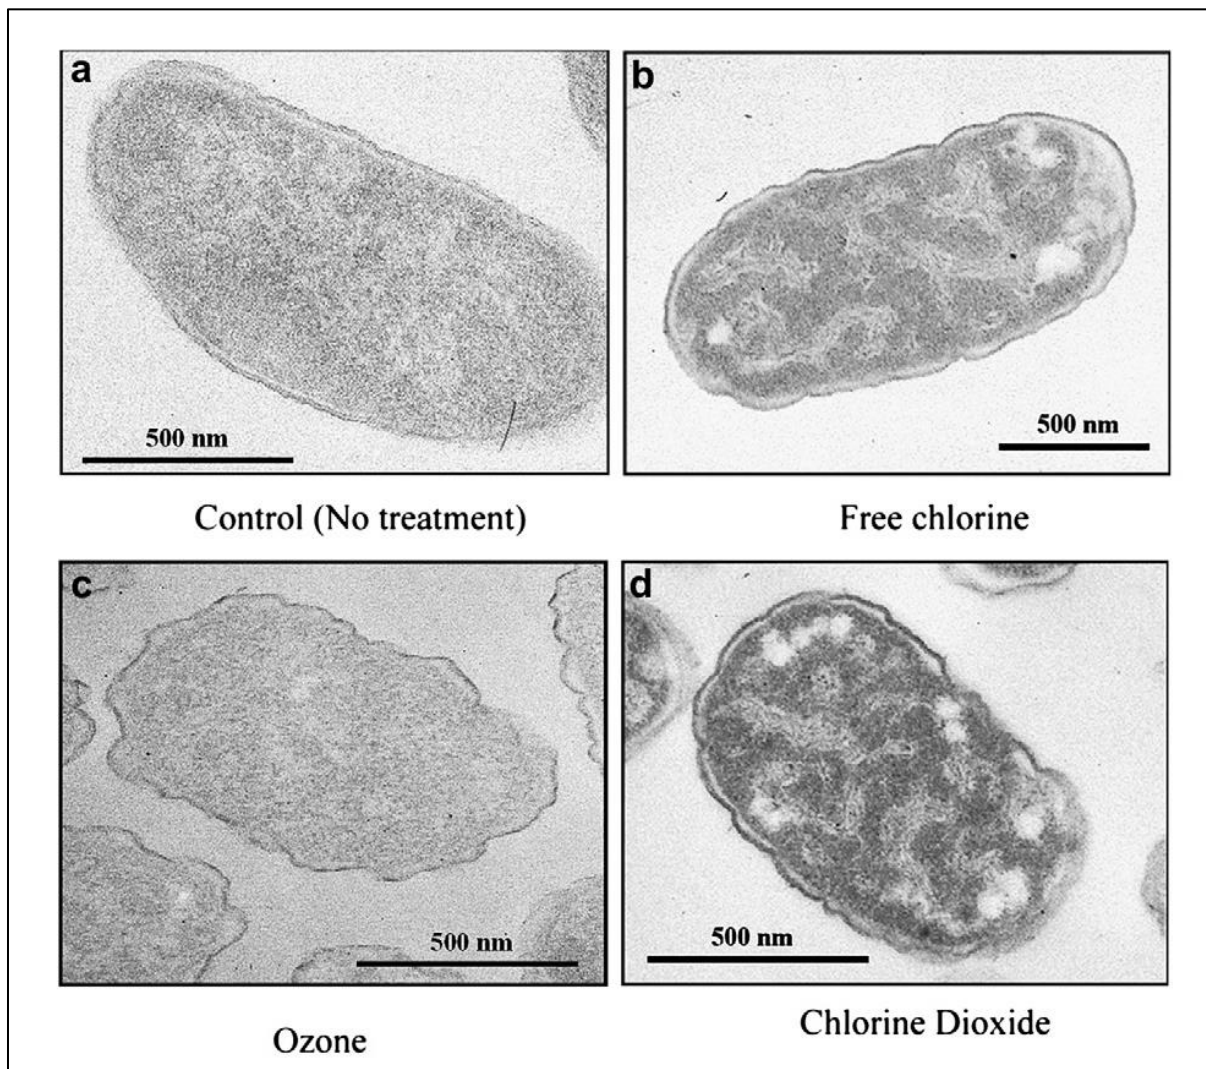 a
b
500 nm
500 nm
Control (No treatment)
Free chlorine
c
d
500 nm
500 nm
Ozone
Chlorine Dioxide